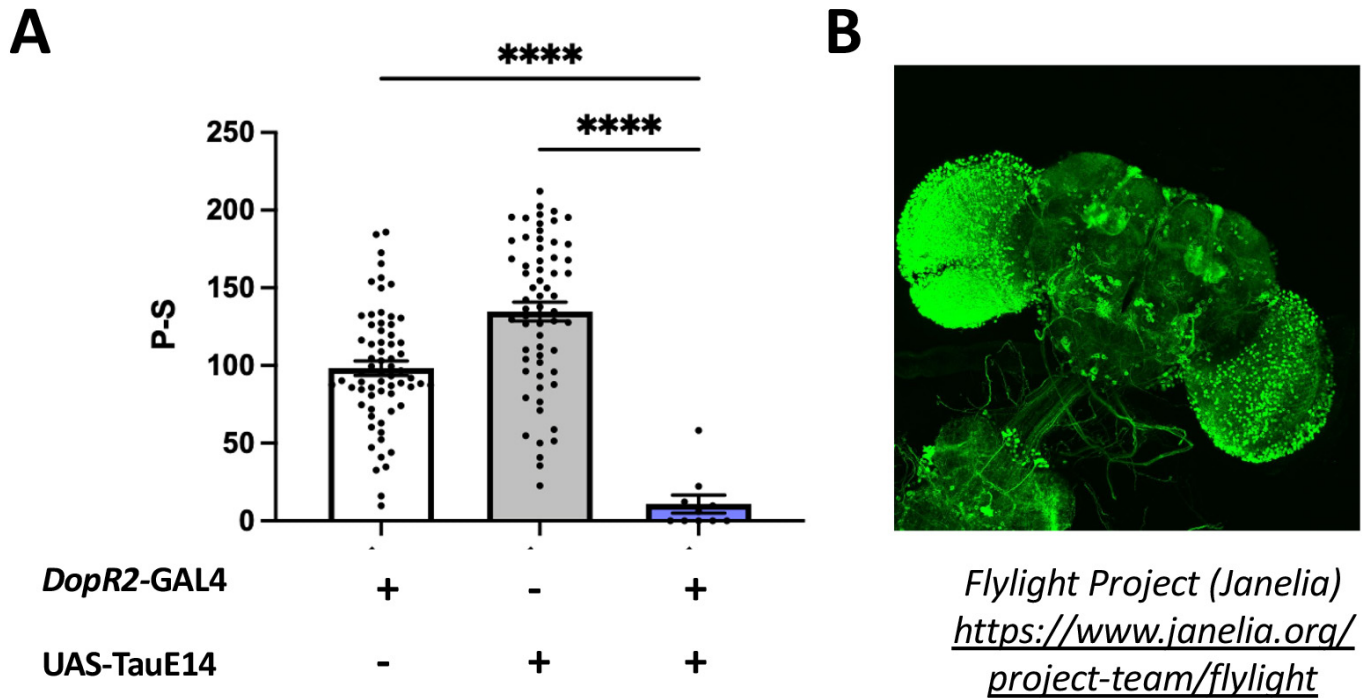 A
B
****
****
250
200
150
100
50
0
P-S
DopR2-GAL4 + - +
UAS-TauE14 - + +
Flylight Project (Janelia)
https://www.janelia.org/
project-team/flylight